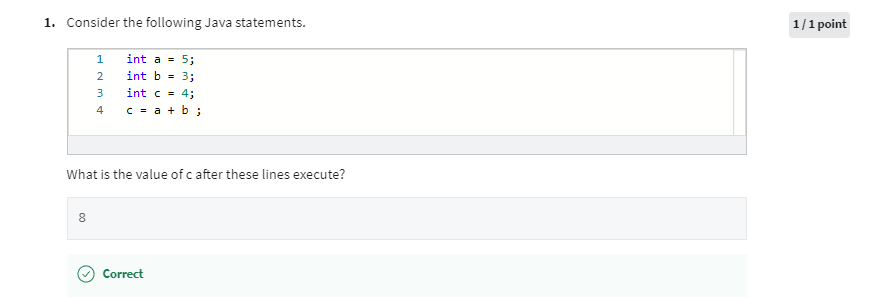 1. Consider the following Java statements.
1/1 point
1 int a = 5;
2 int b = 3;
3 int c = 4;
4 c = a + b ;
What is the value of c after these lines execute?
8
Correct